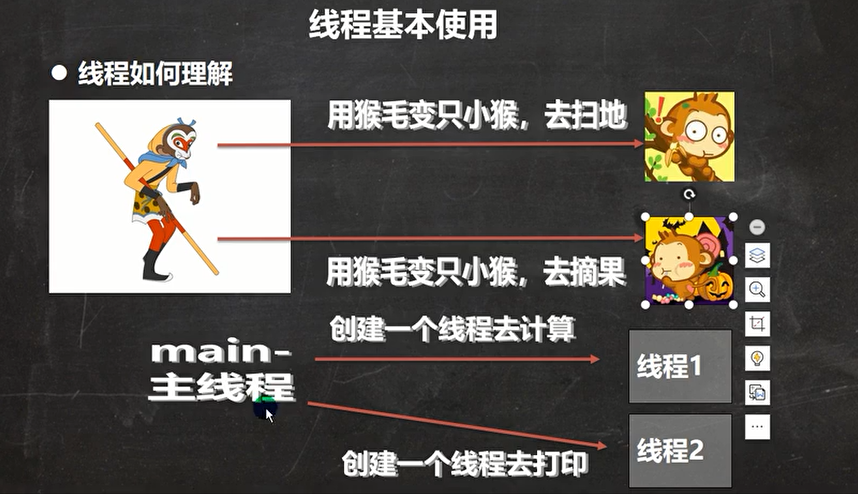 线程基本使用
线程如何理解
用猴毛变只小猴，去扫地
用猴毛变只小猴，去摘果
创建一个线程去计算
main-
主线程
线程1
线程2
创建一个线程去打印